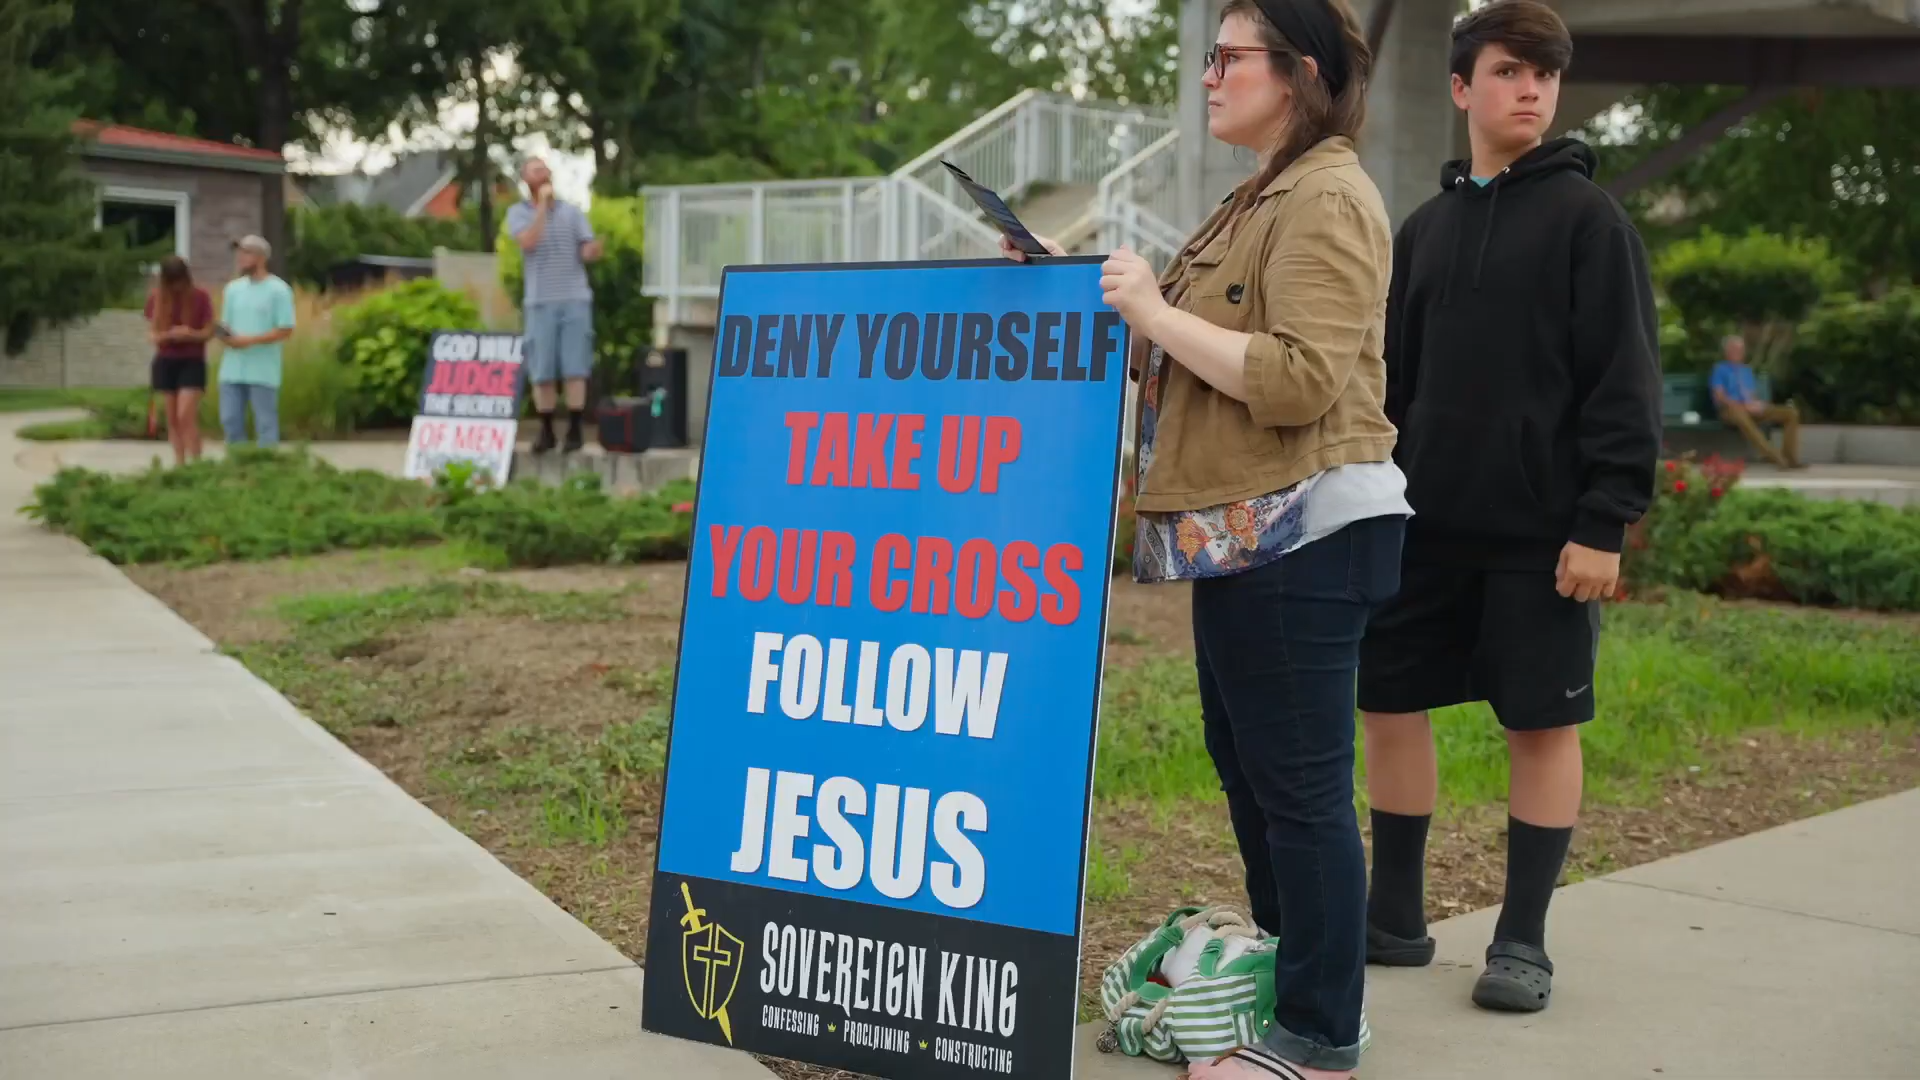 DENY YOURSELF
TAKE UP
YOUR CROSS
FOLLOW
JESUS
SOVEREIGN KING
CONFESSING PROCLAIMING CONSTRUCTING
GOD WILL
JUDGE
THE SECRETS
OF MEN